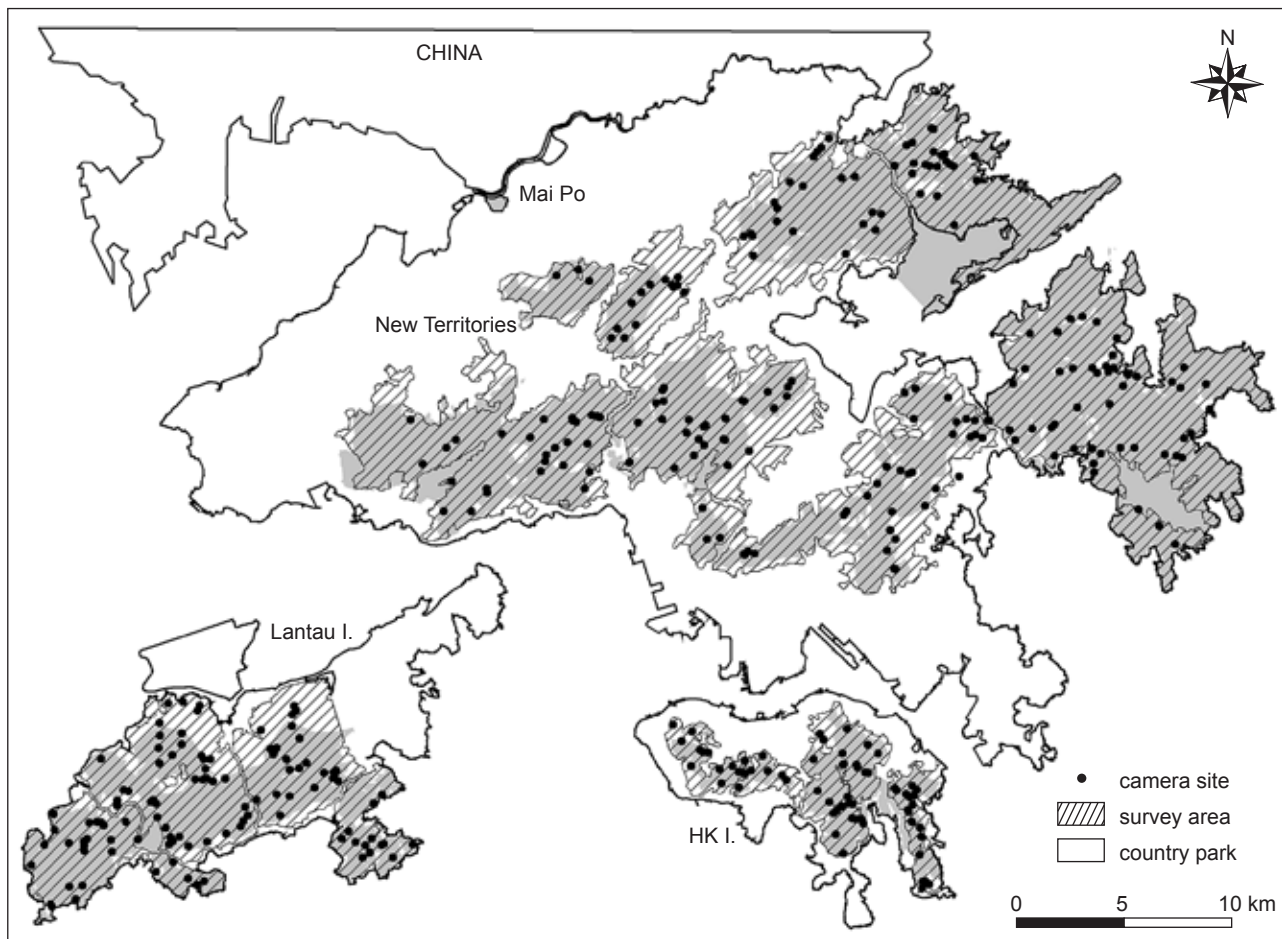 CHINA
N
Mai Po
New Territories
Lantau I.
HK I.
camera site
survey area
country park
0 5 10 km